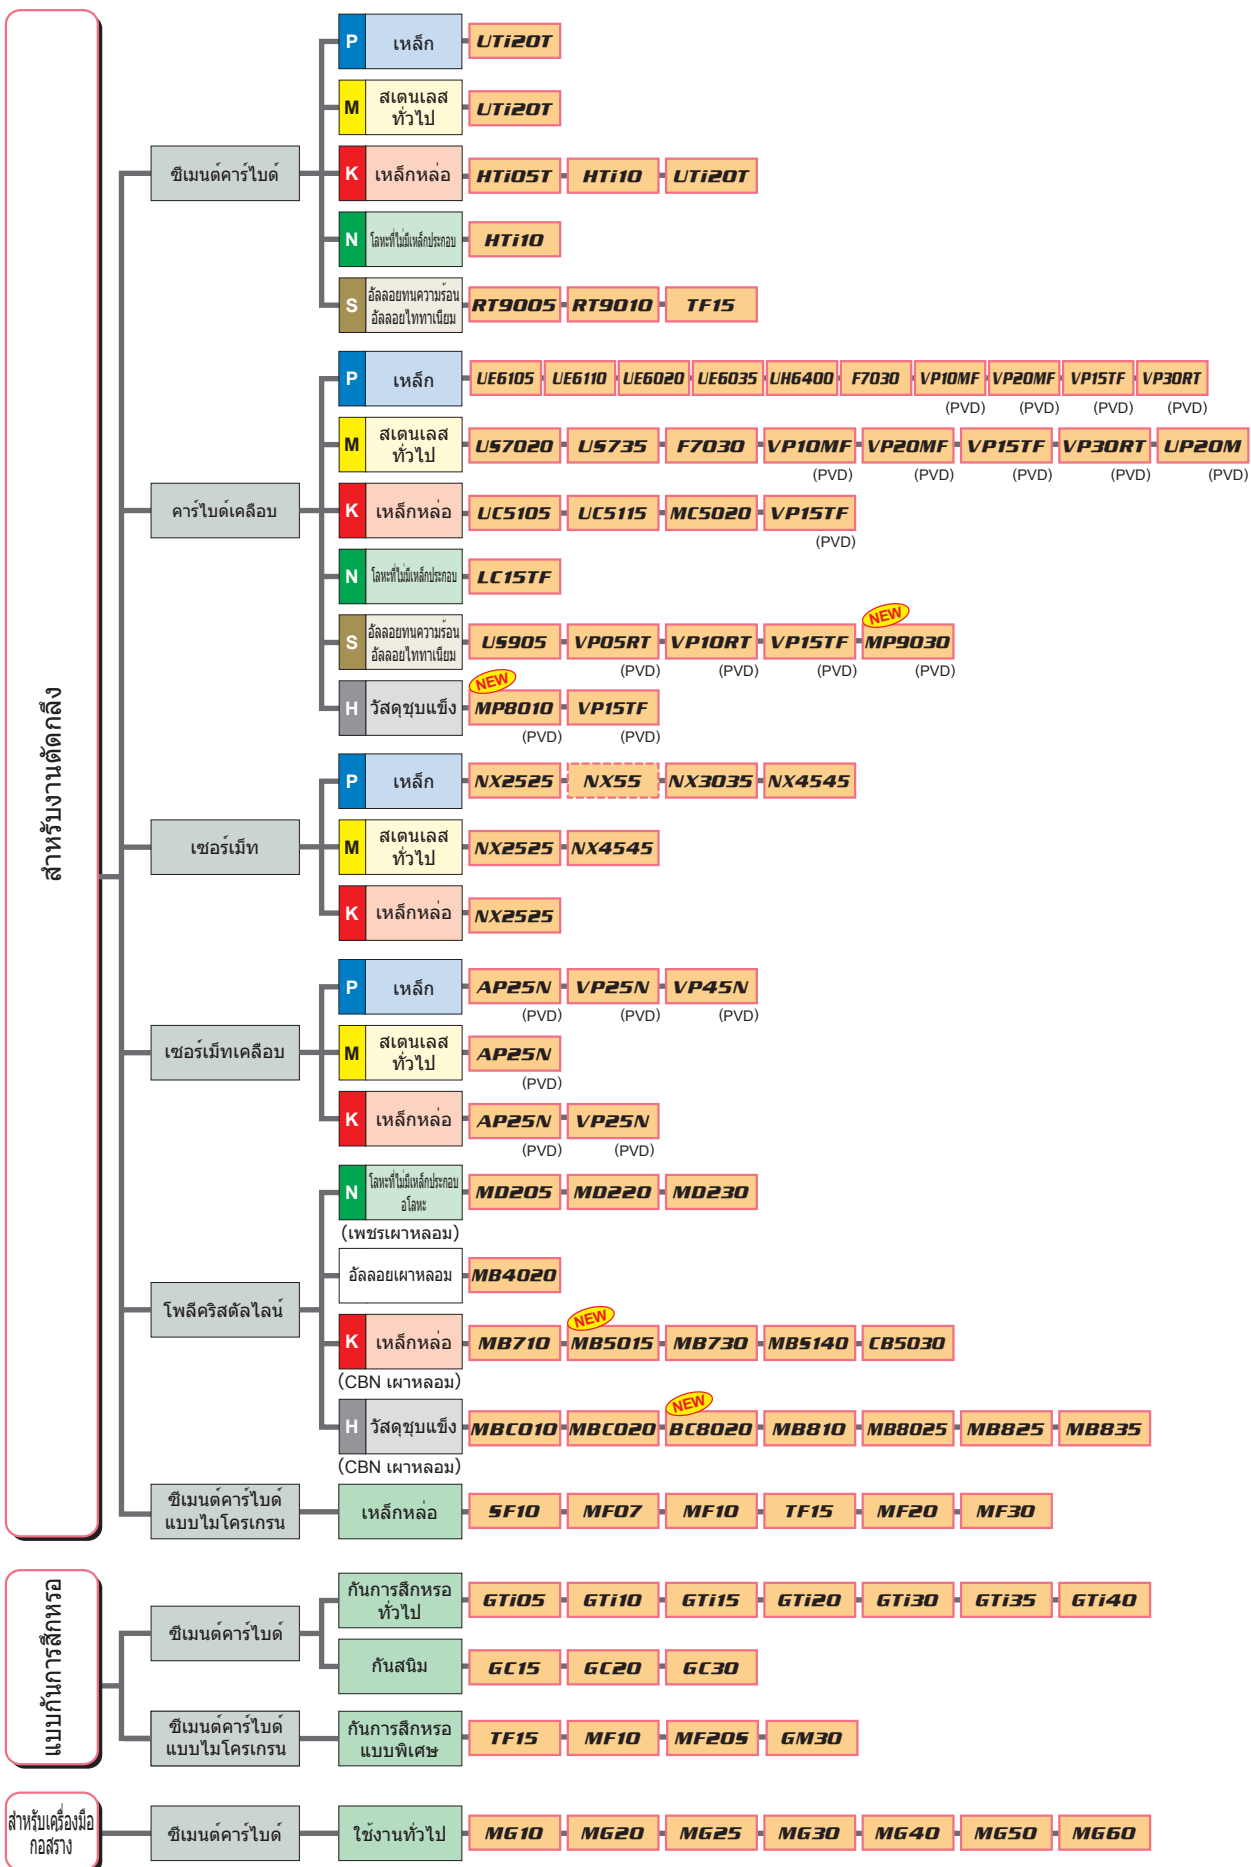 สำหรับงานตัดกลึง
ซีเมนต์คาร์ไบด์
P เหล็ก UTi20T
M สเตนเลส
ทั่วไป UTi20T
K เหล็กหล่อ HTi05T HTi10 UTi20T
N โลหะที่ไม่มีเหล็กประกอบ HTi10
S อัลลอยทนความร้อน
อัลลอยไททาเนียม RT9005 RT9010 TF15
คาร์ไบด์เคลือบ
P เหล็ก UE6105 UE6110 UE6020 UE6035 UH6400 F7030 VP10MF VP20MF VP15TF VP30RT
(PVD) (PVD) (PVD) (PVD)
M สเตนเลส
ทั่วไป US7020 US735 F7030 VP10MF VP20MF VP15TF VP30RT UP20M
(PVD) (PVD) (PVD) (PVD) (PVD)
K เหล็กหล่อ UC5105 UC5115 MC5020 VP15TF
(PVD)
N โลหะที่ไม่มีเหล็กประกอบ LC15TF
NEW
S อัลลอยทนความร้อน
อัลลอยไททาเนียม US905 VP05RT VP10RT VP15TF MP9030
(PVD) (PVD) (PVD) (PVD)
NEW
H วัสดุชุบแข็ง MP8010 VP15TF
(PVD) (PVD)
เซอร์เม็ท
P เหล็ก NX2525 NX55 NX3035 NX4545
M สเตนเลส
ทั่วไป NX2525 NX4545
K เหล็กหล่อ NX2525
เซอร์เม็ทเคลือบ
P เหล็ก AP25N VP25N VP45N
(PVD) (PVD) (PVD)
M สเตนเลส
ทั่วไป AP25N
(PVD)
K เหล็กหล่อ AP25N VP25N
(PVD) (PVD)
โพลีคริสตัลไลน์
N โลหะที่ไม่มีเหล็กประกอบ
อโลหะ MD205 MD220 MD230
(เพชรเผาหลอม)
อัลลอยเผาหลอม MB4020
NEW
K เหล็กหล่อ MB710 MB5015 MB730 MBS140 CB5030
(CBN เผาหลอม)
NEW
H วัสดุชุบแข็ง MBC010 MBC020 BC8020 MB810 MB8025 MB825 MB835
(CBN เผาหลอม)
ซีเมนต์คาร์ไบด์
แบบไมโครเกรน
เหล็กหล่อ SF10 MF07 MF10 TF15 MF20 MF30
แบบกันการสึกหรอ
ซีเมนต์คาร์ไบด์
กันการสึกหรอ
ทั่วไป GTi05 GTi10 GTi15 GTi20 GTi30 GTi35 GTi40
กันสนิม GC15 GC20 GC30
ซีเมนต์คาร์ไบด์
แบบไมโครเกรน
กันการสึกหรอ
แบบพิเศษ TF15 MF10 MF20S GM30
สำหรับเครื่องมือ
ก่อสร้าง
ซีเมนต์คาร์ไบด์
ใช้งานทั่วไป MG10 MG20 MG25 MG30 MG40 MG50 MG60